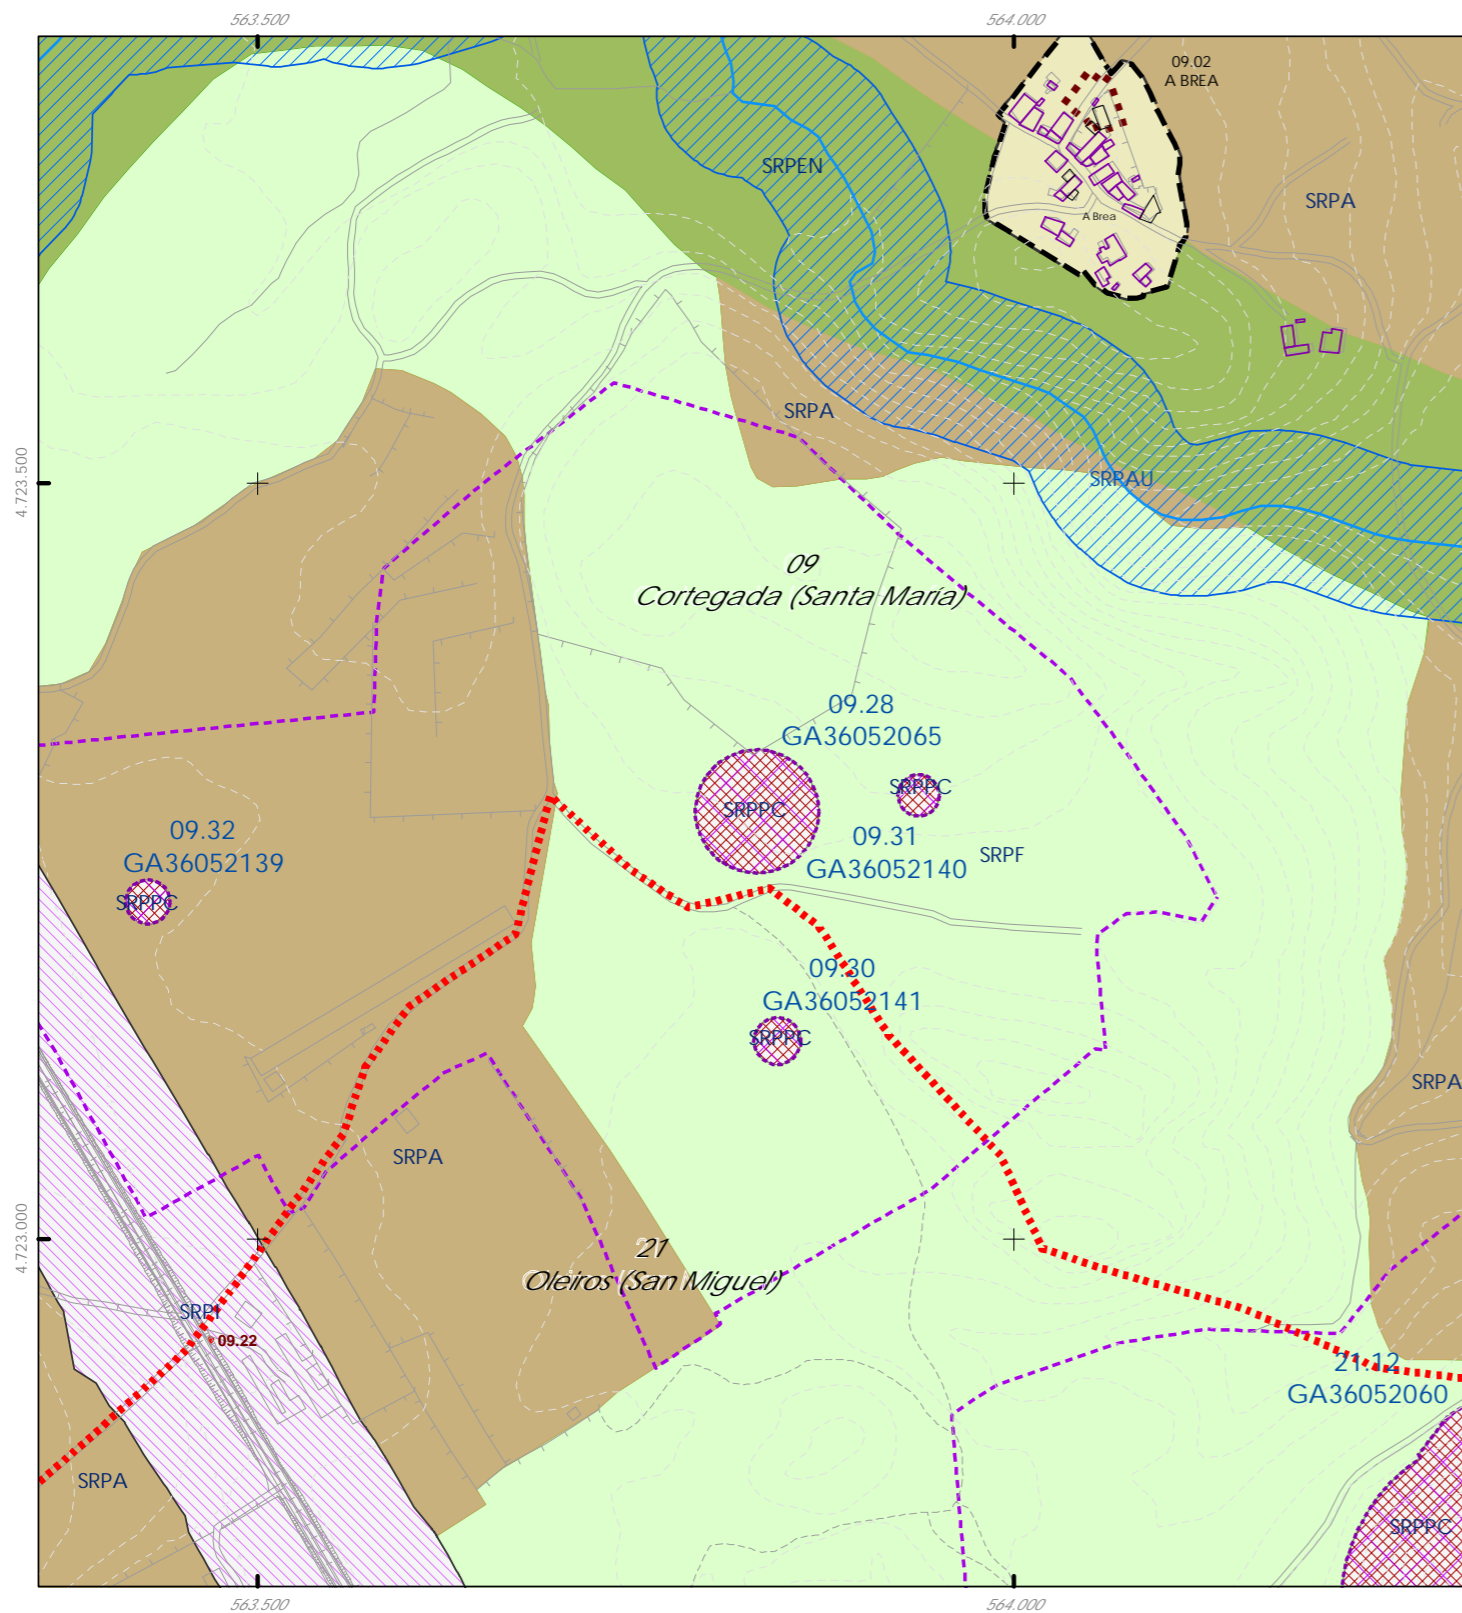 563.500
564.000
09.02
A BREA
SRPEN
SRPA
A Brea
SRPA
4.723.500
SRPAU
09
Cortegada (Santa María)
09.28
GA36052065
SRPPC
SRPPC
09.32
GA36052139
09.31
GA36052140
SRPF
SRPPC
09.30
GA36052141
SRPPC
SRPA
SRPA
4.723.000
21
Oleiros (San Miguel)
SRPI
09.22
21.12
GA36052060
SRPA
SRPPC
563.500
564.000